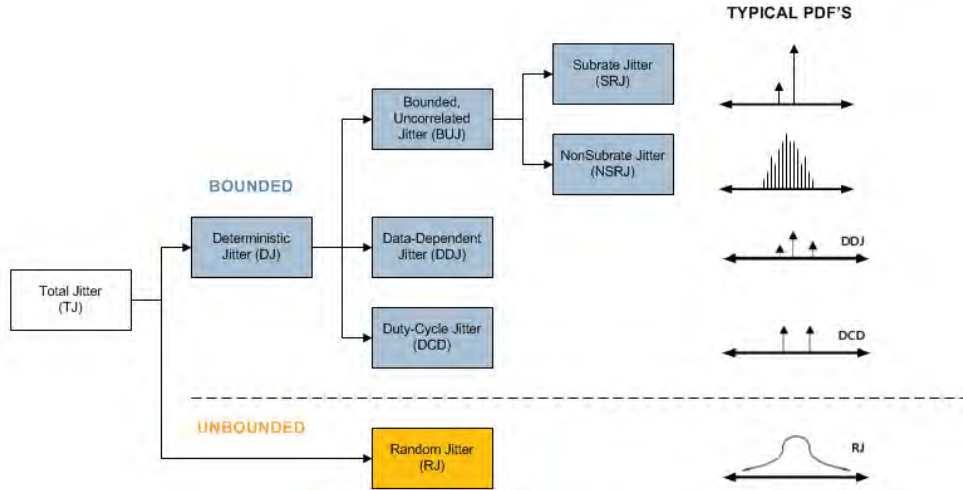 TYPICAL PDF'S
Subrate Jitter
(SRJ)
Bounded,
Uncorrelated
Jitter (BUJ)
NonSubrate Jitter
(NSRJ)
BOUNDED
Deterministic
Jitter (DJ)
Data-Dependent
Jitter (DDJ)
DDJ
Total Jitter
(TJ)
Duty-Cycle Jitter
(DCD)
DCD
UNBOUNDED
Random Jitter
(RJ)
RJ